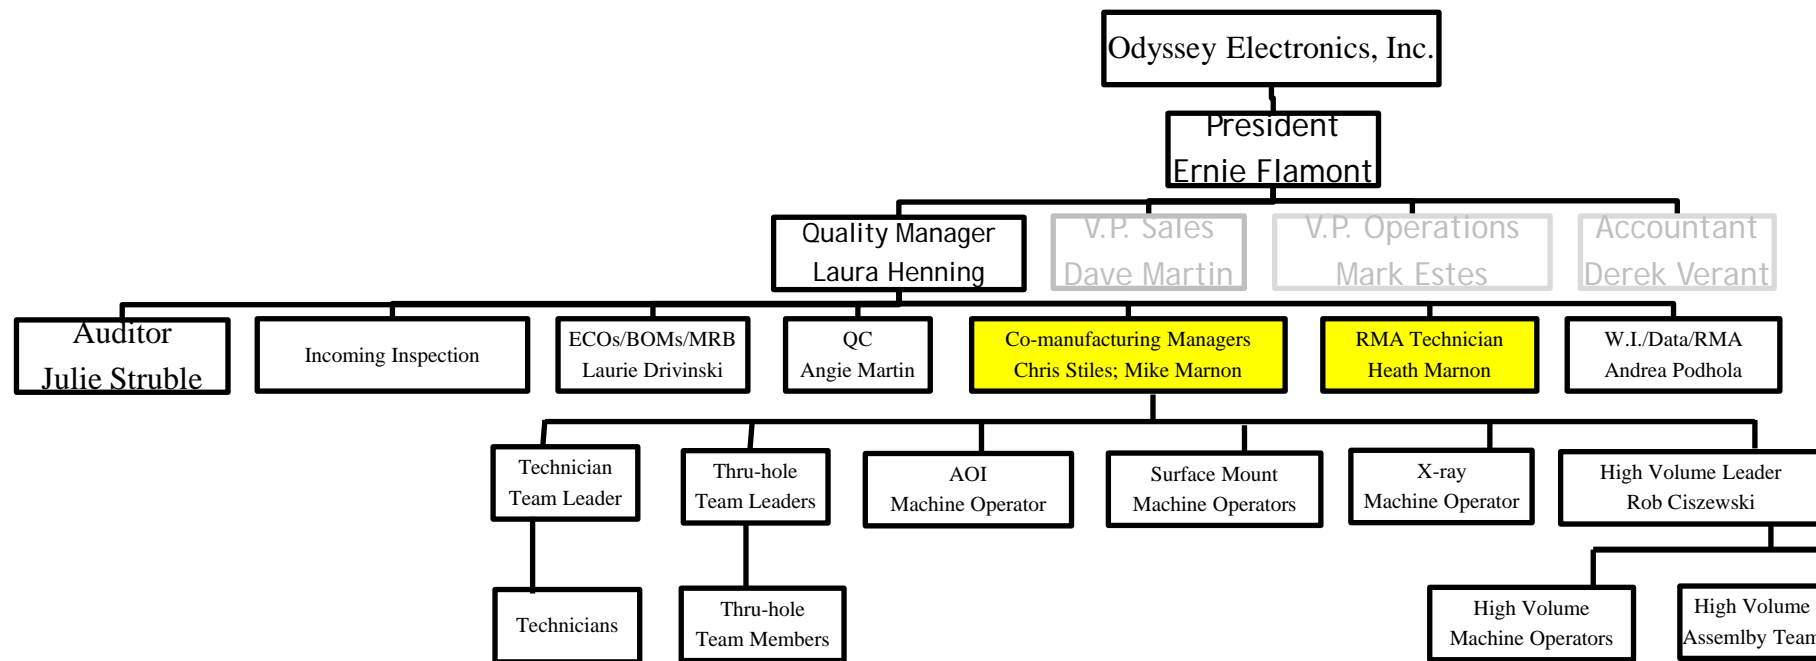 Odyssey Electronics, Inc.
President
Ernie Flamont
Quality Manager
Laura Henning
V.P. Sales
Dave Martin
V.P. Operations
Mark Estes
Accountant
Derek Verant
Auditor
Julie Struble
Incoming Inspection
ECOs/BOMs/MRB
Laurie Drivinski
QC
Angie Martin
Co-manufacturing Managers
Chris Stiles; Mike Marnon
RMA Technician
Heath Marnon
W.I./Data/RMA
Andrea Podhola
Technician
Team Leader
Thru-hole
Team Leaders
AOI
Machine Operator
Surface Mount
Machine Operators
X-ray
Machine Operator
High Volume Leader
Rob Ciszewski
Technicians
Thru-hole
Team Members
High Volume
Machine Operators
High Volume
Assemlby Team